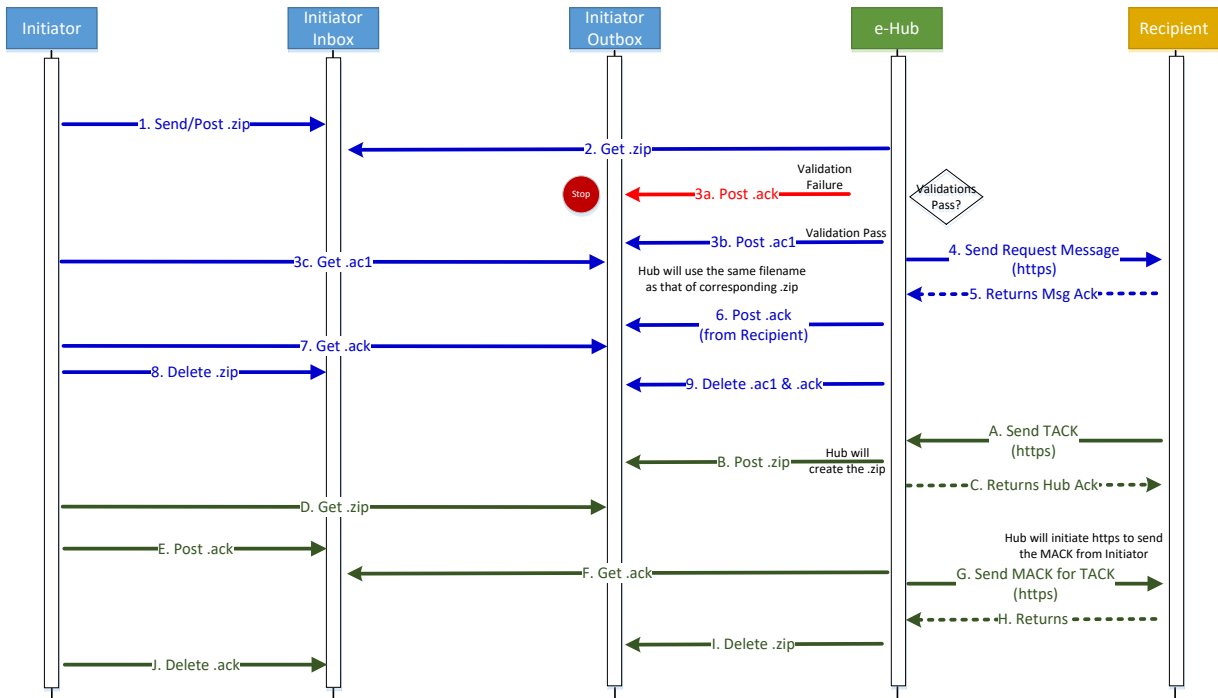 Initiator
Initiator
Inbox
Initiator
Outbox
e-Hub
Recipient
1. Send/Post .zip
2. Get .zip
Validation
Failure
Stop
3a. Post .ack
Validations
Pass?
3b. Post .ac1
Validation Pass
3c. Get .ac1
4. Send Request Message
(https)
Hub will use the same filename
as that of corresponding .zip
5. Returns Msg Ack
6. Post .ack
(from Recipient)
7. Get .ack
8. Delete .zip
9. Delete .ac1 & .ack
A. Send TACK
(https)
B. Post .zip
Hub will
create the .zip
C. Returns Hub Ack
D. Get .zip
E. Post .ack
Hub will initiate https to send
the MACK from Initiator
F. Get .ack
G. Send MACK for TACK
(https)
H. Returns
I. Delete .zip
J. Delete .ack